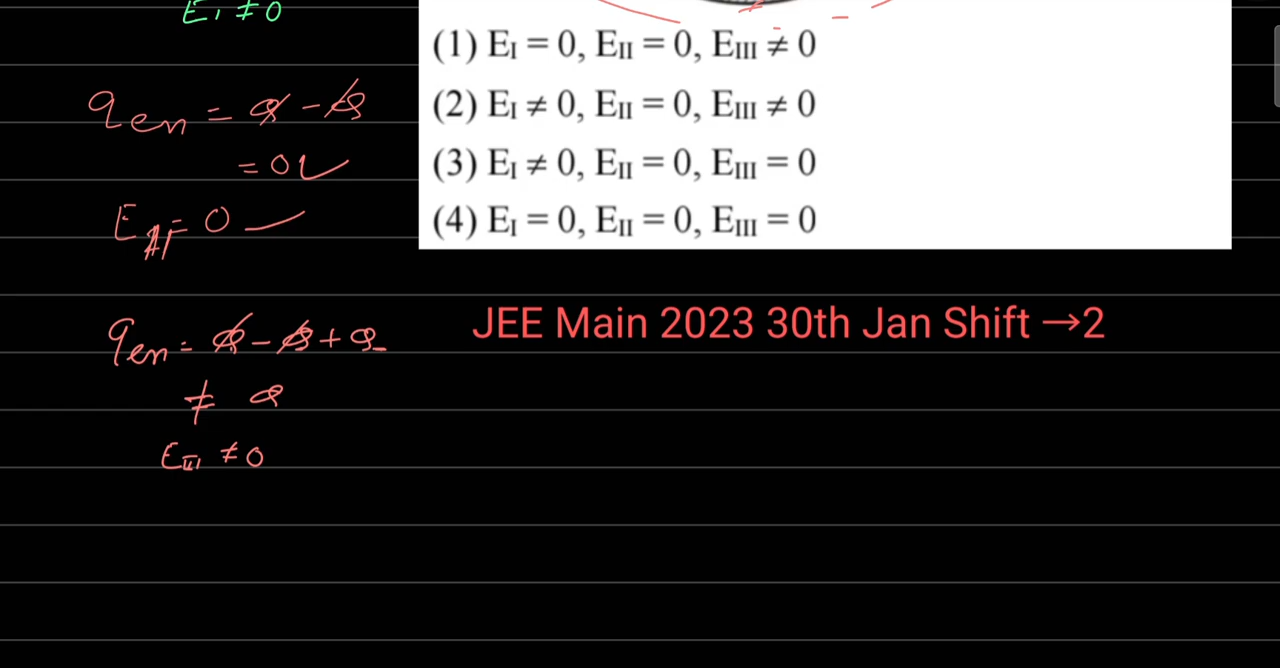 E₁ ≠ 0
(1) E_I = 0, E_II = 0, E_III ≠ 0
(2) E_I ≠ 0, E_II = 0, E_III ≠ 0
(3) E_I ≠ 0, E_II = 0, E_III = 0
(4) E_I = 0, E_II = 0, E_III = 0
q_en = Q - Q
= 0
E_II = 0
JEE Main 2023 30th Jan Shift →2
q_en = Q - Q + Q
≠ Q
E_III ≠ 0